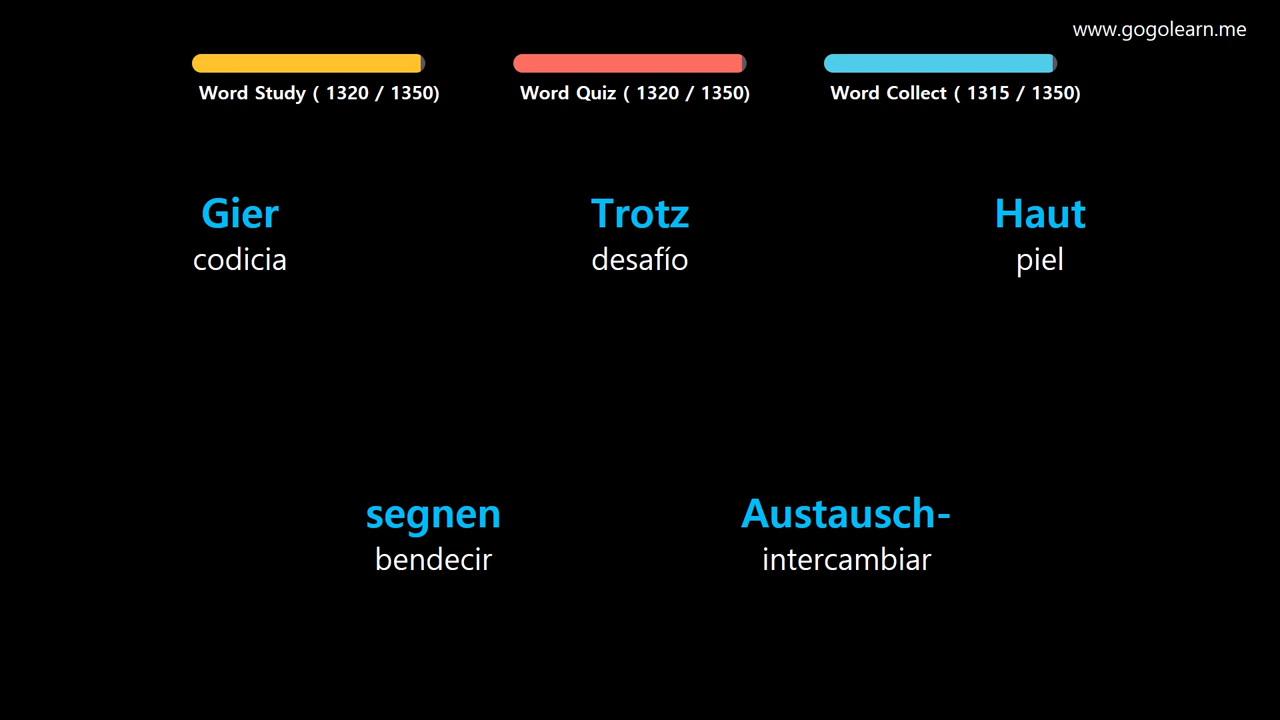 www.gogolearn.me
Word Study ( 1320 / 1350)
Word Quiz ( 1320 / 1350)
Word Collect ( 1315 / 1350)
Gier
codicia
Trotz
desafío
Haut
piel
segnen
bendecir
Austausch-
intercambiar